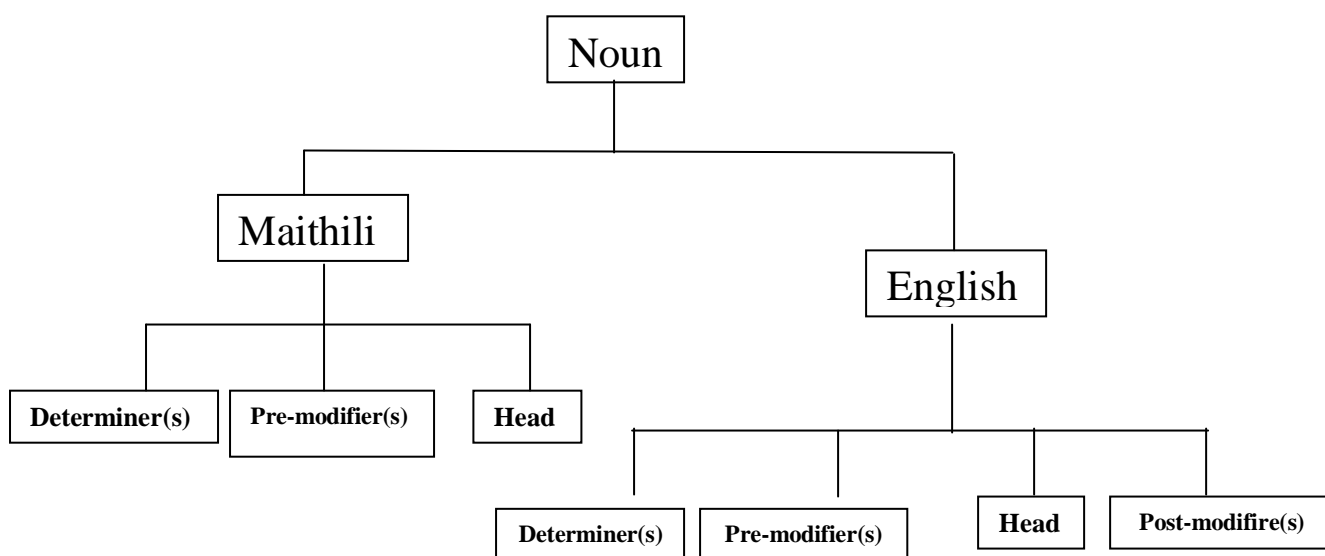 Noun
Maithili
English
Determiner(s)
Pre-modifier(s)
Head
Determiner(s)
Pre-modifier(s)
Head
Post-modifire(s)